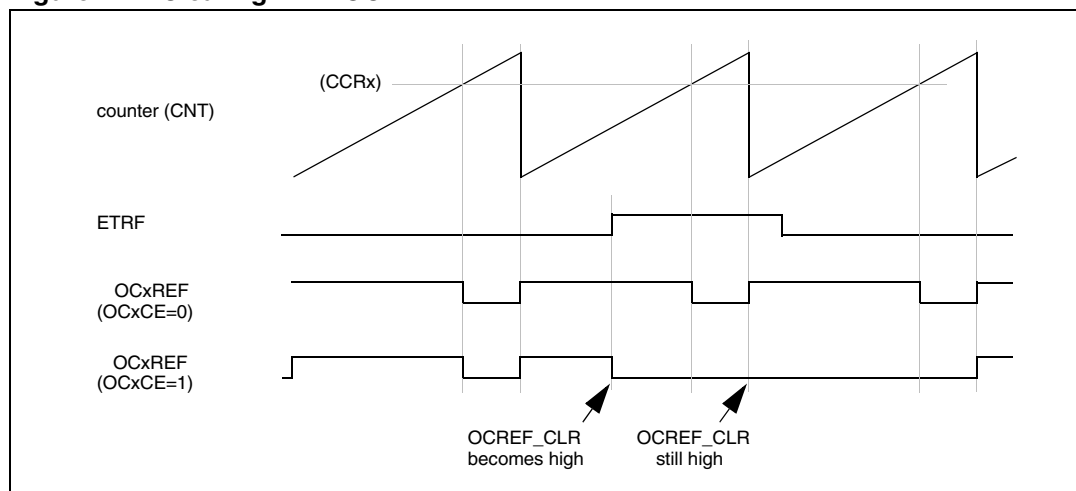 (CCRx)
counter (CNT)
ETRF
OCxREF
(OCxCE=0)
OCxREF
(OCxCE=1)
OCREF_CLR
becomes high
OCREF_CLR
still high